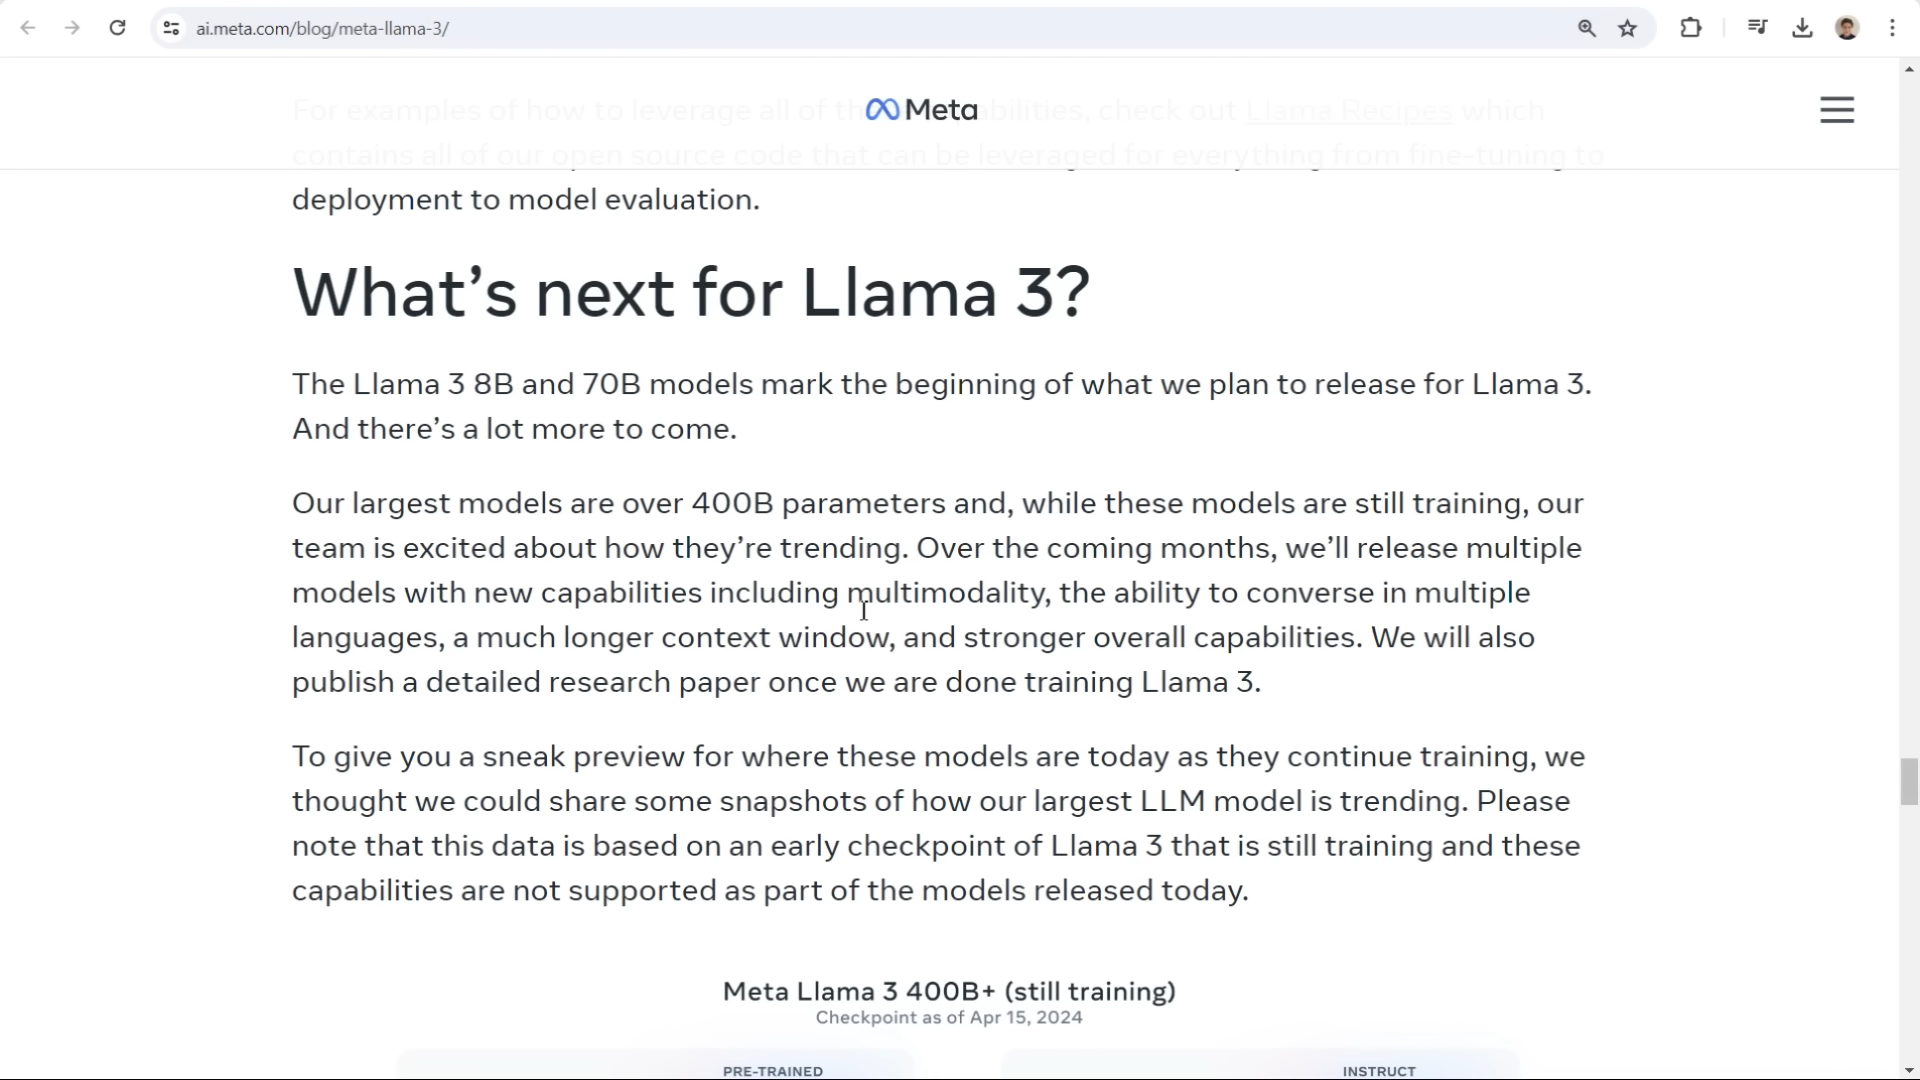 ai.meta.com/blog/meta-llama-3/
Meta
For examples of how to leverage all of th abilities, check out Llama Recipes which
contains all of our open source code that can be leveraged for everything from fine-tuning to
deployment to model evaluation.
What’s next for Llama 3?
The Llama 3 8B and 70B models mark the beginning of what we plan to release for Llama 3.
And there’s a lot more to come.
Our largest models are over 400B parameters and, while these models are still training, our
team is excited about how they’re trending. Over the coming months, we’ll release multiple
models with new capabilities including multimodality, the ability to converse in multiple
languages, a much longer context window, and stronger overall capabilities. We will also
publish a detailed research paper once we are done training Llama 3.
To give you a sneak preview for where these models are today as they continue training, we
thought we could share some snapshots of how our largest LLM model is trending. Please
note that this data is based on an early checkpoint of Llama 3 that is still training and these
capabilities are not supported as part of the models released today.
Meta Llama 3 400B+ (still training)
Checkpoint as of Apr 15, 2024
PRE-TRAINED
INSTRUCT